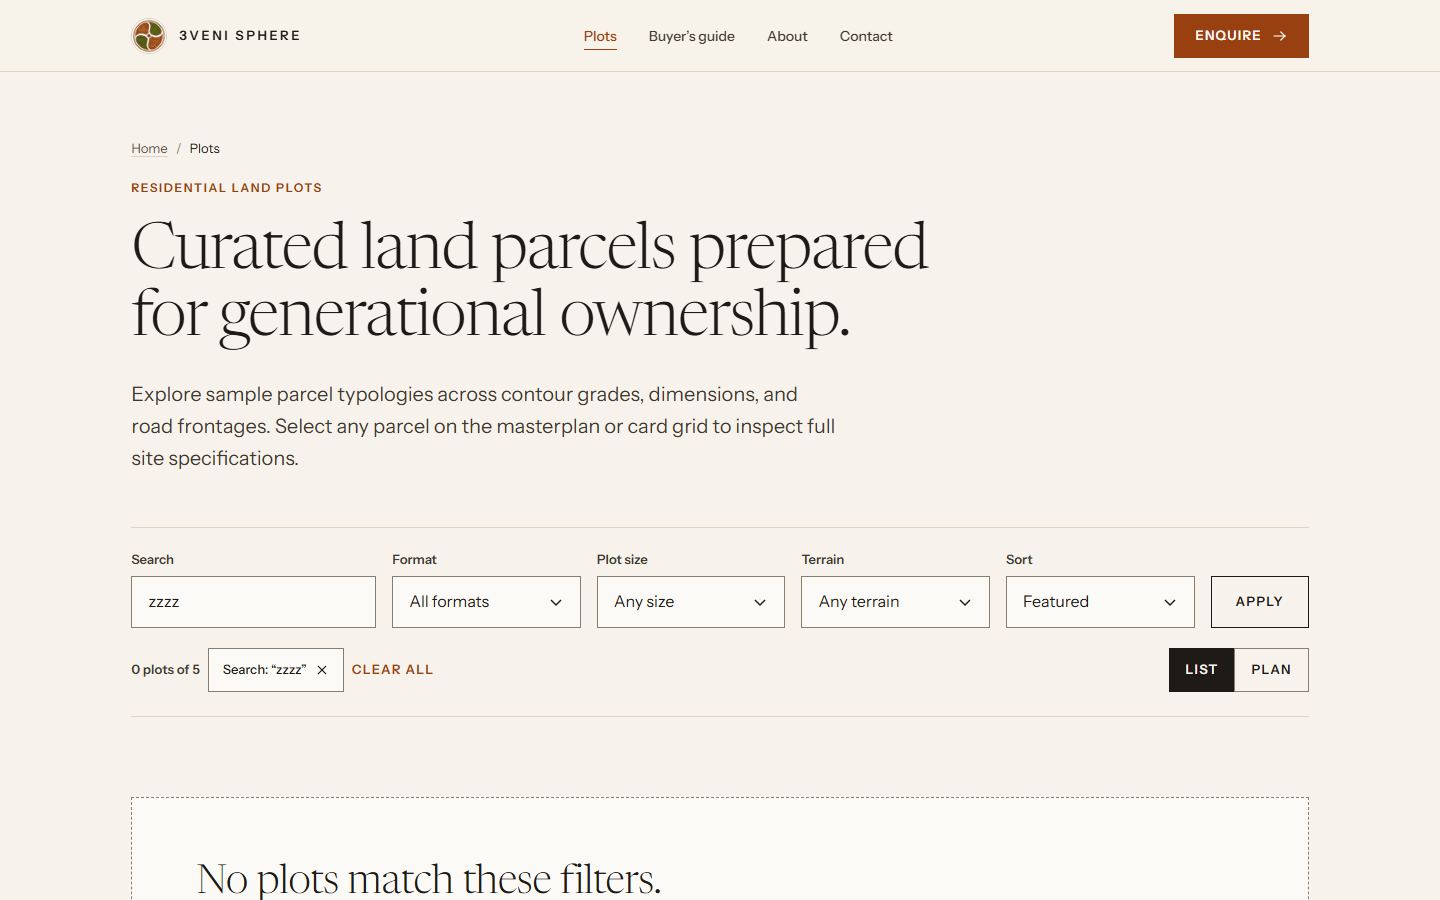 3VENI SPHERE
Plots
Buyer’s guide
About
Contact
ENQUIRE →
Home / Plots
RESIDENTIAL LAND PLOTS
Curated land parcels prepared
for generational ownership.
Explore sample parcel typologies across contour grades, dimensions, and
road frontages. Select any parcel on the masterplan or card grid to inspect full
site specifications.
Search
Format
Plot size
Terrain
Sort
zzzz
All formats
Any size
Any terrain
Featured
APPLY
0 plots of 5
Search: “zzzz” ×
CLEAR ALL
LIST
PLAN
No plots match these filters.